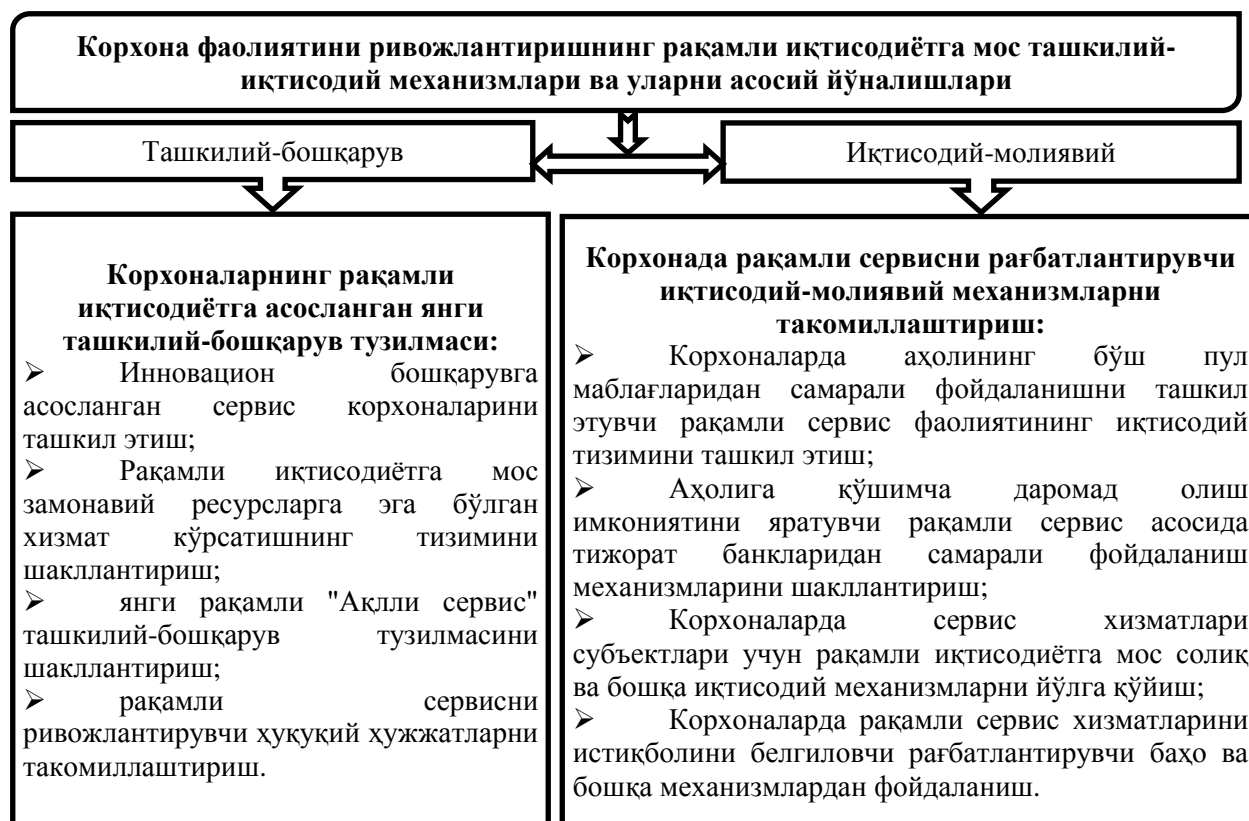 Корхона фаолиятини ривожлантиришнинг рақамли иқтисодиётга мос ташкилий-
иқтисодий механизмлари ва уларни асосий йўналишлари
Ташкилий-бошқарув
Иқтисодий-молиявий
Корхоналарнинг рақамли
иқтисодиётга асосланган янги
ташкилий-бошқарув тузилмаси:
➢ Инновацион бошқарувга
асосланган сервис корхоналарини
ташкил этиш;
➢ Рақамли иқтисодиётга мос
замонавий ресурсларга эга бўлган
хизмат кўрсатишнинг тизимини
шакллантириш;
➢ янги рақамли "Ақлли сервис"
ташкилий-бошқарув тузилмасини
шакллантириш;
➢ рақамли сервисни
ривожлантирувчи ҳуқуқий ҳужжатларни
такомиллаштириш.
Корхонада рақамли сервисни рағбатлантирувчи
иқтисодий-молиявий механизмларни
такомиллаштириш:
➢ Корхоналарда аҳолининг бўш пул
маблағларидан самарали фойдаланишни ташкил
этувчи рақамли сервис фаолиятининг иқтисодий
тизимини ташкил этиш;
➢ Аҳолига қўшимча даромад олиш
имкониятини яратувчи рақамли сервис асосида
тижорат банкларидан самарали фойдаланиш
механизмларини шакллантириш;
➢ Корхоналарда сервис хизматлари
субъектлари учун рақамли иқтисодиётга мос солиқ
ва бошқа иқтисодий механизмларни йўлга қўйиш;
➢ Корхоналарда рақамли сервис хизматларини
истиқболини белгиловчи рағбатлантирувчи баҳо ва
бошқа механизмлардан фойдаланиш.